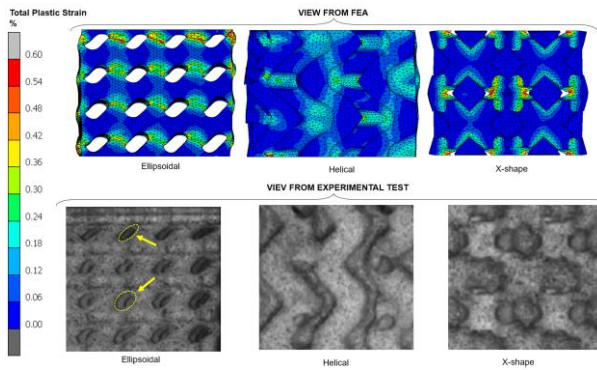 Total Plastic Strain
%
VIEW FROM FEA
0.60
0.54
0.48
0.42
0.36
0.30
0.24
0.18
0.12
0.06
0.00
Ellipsoidal
Helical
X-shape
VIEV FROM EXPERIMENTAL TEST
Ellipsoidal
Helical
X-shape